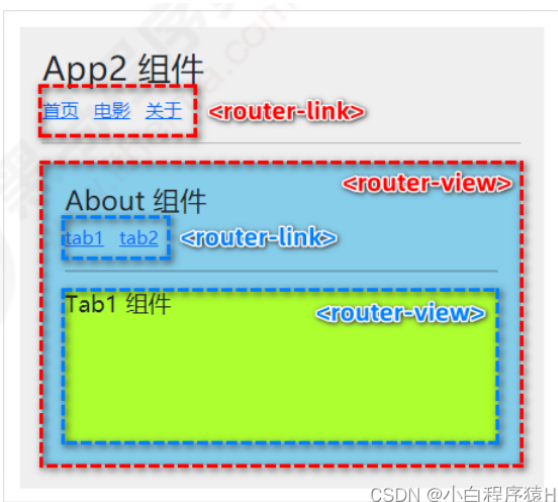 App2 组件
首页 电影 关于 <router-link>
<router-view>
About 组件
tab1 tab2 <router-link>
Tab1 组件
<router-view>
CSDN @小白程序猿H